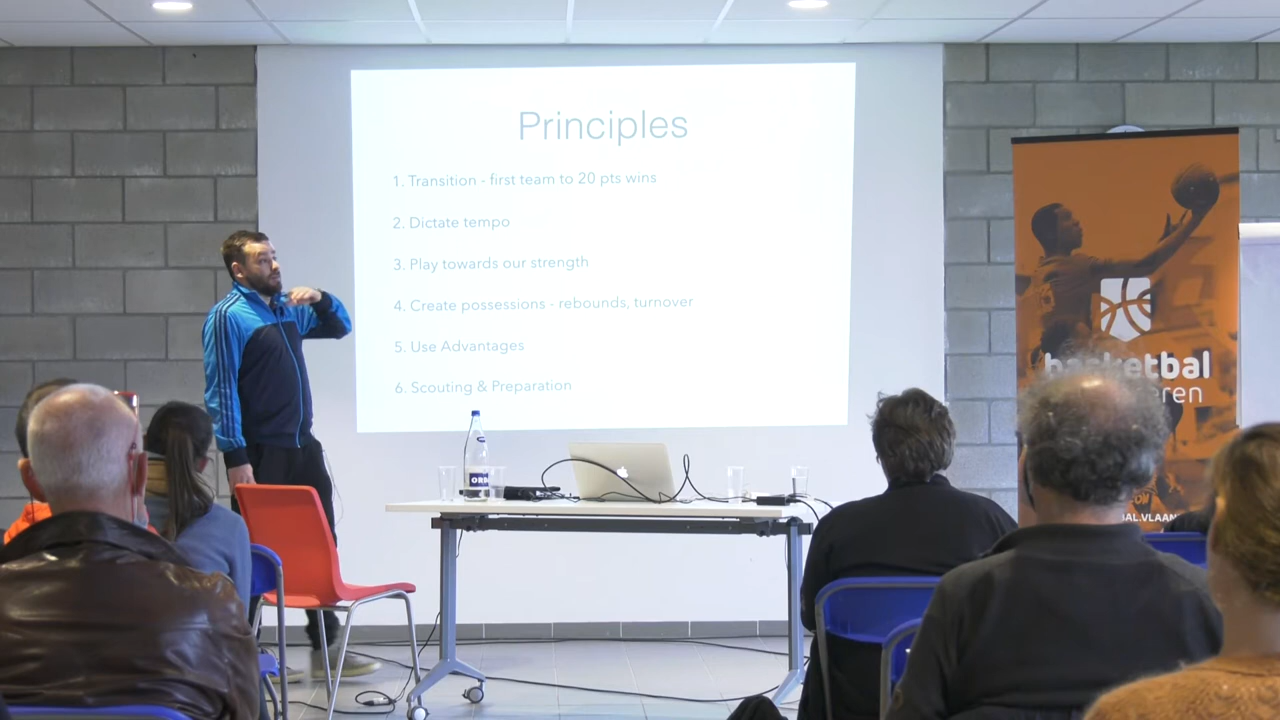 Principles
1. Transition - first team to 20 pts wins
2. Dictate tempo
3. Play towards our strength
4. Create possessions - rebounds, turnover
5. Use Advantages
6. Scouting & Preparation
basketbal
eren